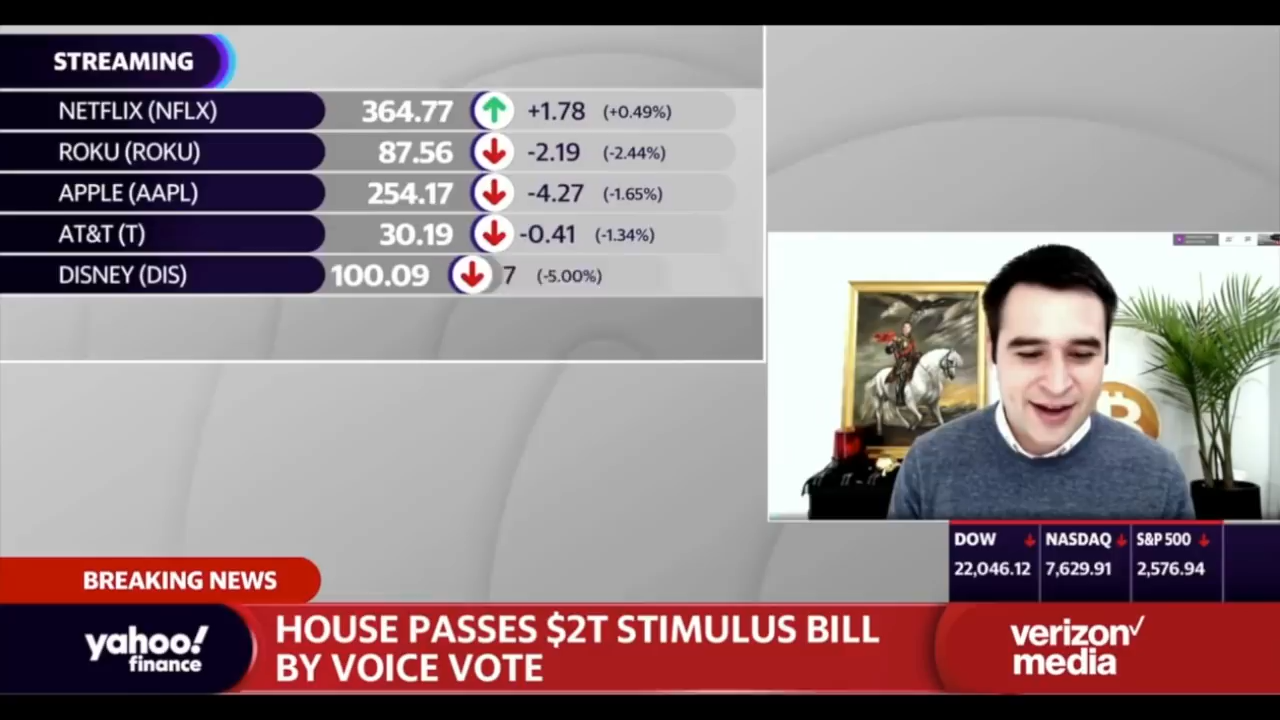 STREAMING
NETFLIX (NFLX) 364.77 +1.78 (+0.49%)
ROKU (ROKU) 87.56 -2.19 (-2.44%)
APPLE (AAPL) 254.17 -4.27 (-1.65%)
AT&T (T) 30.19 -0.41 (-1.34%)
DISNEY (DIS) 100.09 7 (-5.00%)
DOW NASDAQ S&P 500
22,046.12 7,629.91 2,576.94
BREAKING NEWS
yahoo!
finance
HOUSE PASSES $2T STIMULUS BILL
BY VOICE VOTE
verizon✓
media